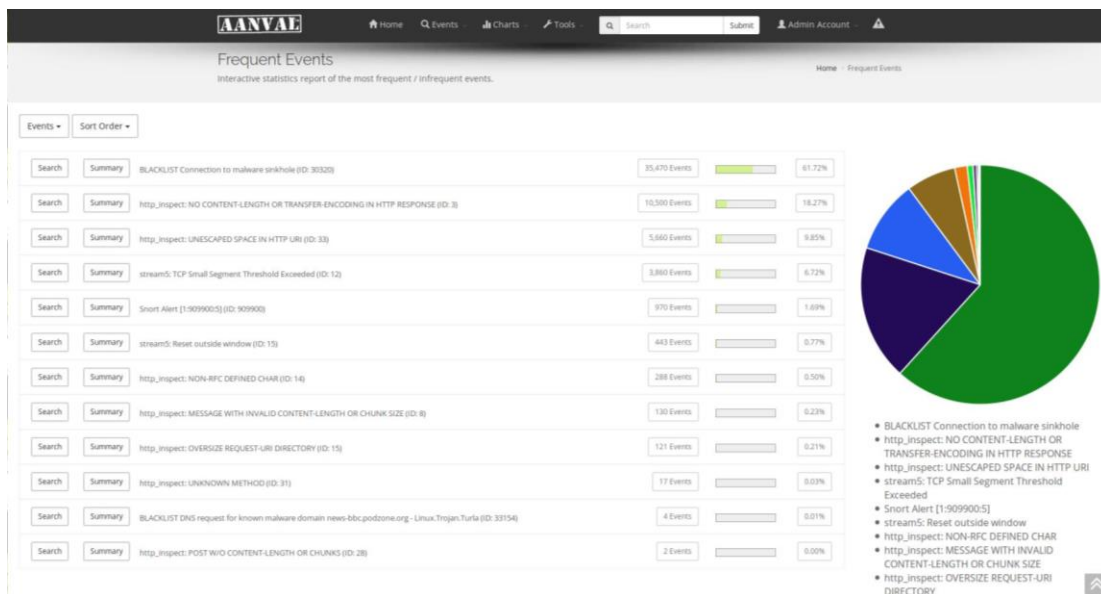 AANVAL
Home Events Charts Tools Search Submit Admin Account
Frequent Events
Interactive statistics report of the most frequent / infrequent events.
Home Frequent Events
Events Sort Order
Search Summary BLACKLIST Connection to malware sinkhole (ID: 30320) 35,470 Events 61.72%
Search Summary http_inspect: NO CONTENT-LENGTH OR TRANSFER-ENCODING IN HTTP RESPONSE (ID: 3) 10,500 Events 18.27%
Search Summary http_inspect: UNESCAPED SPACE IN HTTP URI (ID: 33) 5,660 Events 9.85%
Search Summary stream5: TCP Small Segment Threshold Exceeded (ID: 12) 3,860 Events 6.72%
Search Summary Snort Alert [1:909900:5] (ID: 909900) 970 Events 1.69%
Search Summary stream5: Reset outside window (ID: 15) 443 Events 0.77%
Search Summary http_inspect: NON-RFC DEFINED CHAR (ID: 14) 288 Events 0.50%
Search Summary http_inspect: MESSAGE WITH INVALID CONTENT-LENGTH OR CHUNK SIZE (ID: 8) 130 Events 0.23%
Search Summary http_inspect: OVERSIZE REQUEST-URI DIRECTORY (ID: 15) 121 Events 0.21%
Search Summary http_inspect: UNKNOWN METHOD (ID: 31) 17 Events 0.03%
Search Summary BLACKLIST DNS request for known malware domain news-bbc.podzone.org - Linux.Trojan.Turla (ID: 33154) 4 Events 0.01%
Search Summary http_inspect: POST W/O CONTENT-LENGTH OR CHUNKS (ID: 28) 2 Events 0.00%
BLACKLIST Connection to malware sinkhole
http_inspect: NO CONTENT-LENGTH OR
TRANSFER-ENCODING IN HTTP RESPONSE
http_inspect: UNESCAPED SPACE IN HTTP URI
stream5: TCP Small Segment Threshold
Exceeded
Snort Alert [1:909900:5]
stream5: Reset outside window
http_inspect: NON-RFC DEFINED CHAR
http_inspect: MESSAGE WITH INVALID
CONTENT-LENGTH OR CHUNK SIZE
http_inspect: OVERSIZE REQUEST-URI
DIRECTORY